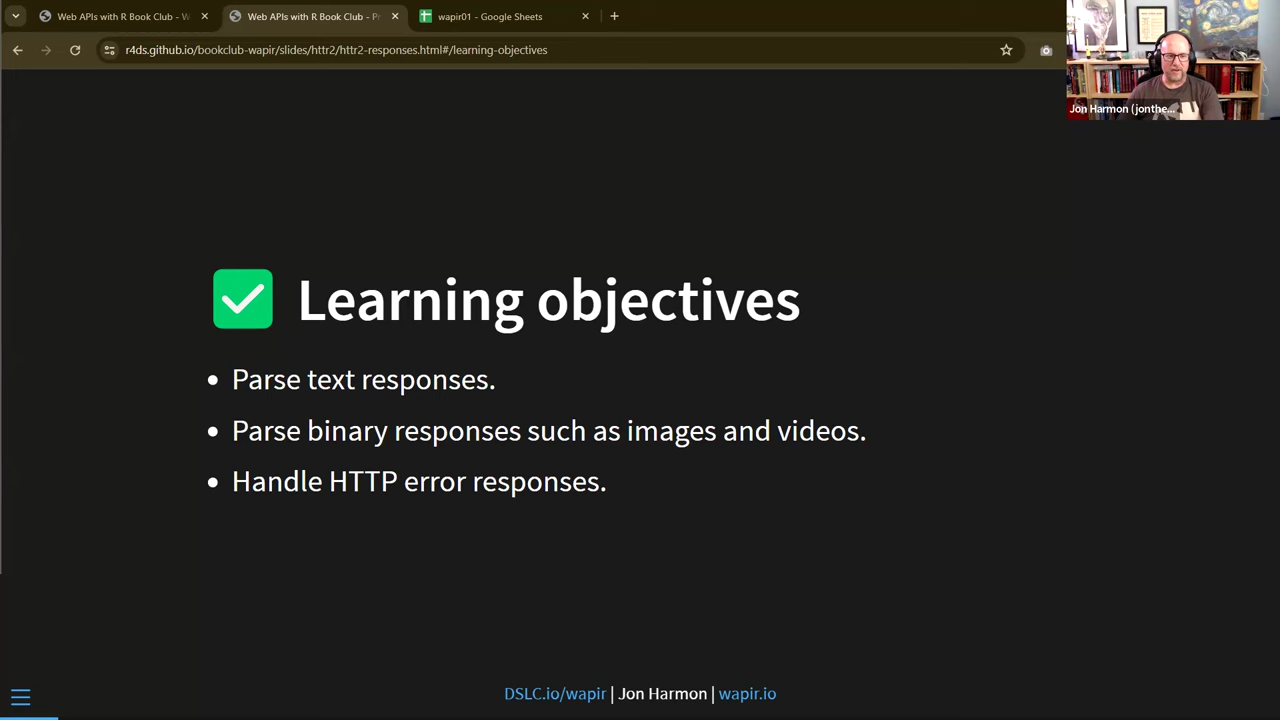 Web APIs with R Book Club - W
Web APIs with R Book Club - Pr
wapir01 - Google Sheets
r4ds.github.io/bookclub-wapir/slides/httr2/httr2-responses.html#/learning-objectives
Jon Harmon (jonthe...
Learning objectives
Parse text responses.
Parse binary responses such as images and videos.
Handle HTTP error responses.
DSLC.io/wapir | Jon Harmon | wapir.io